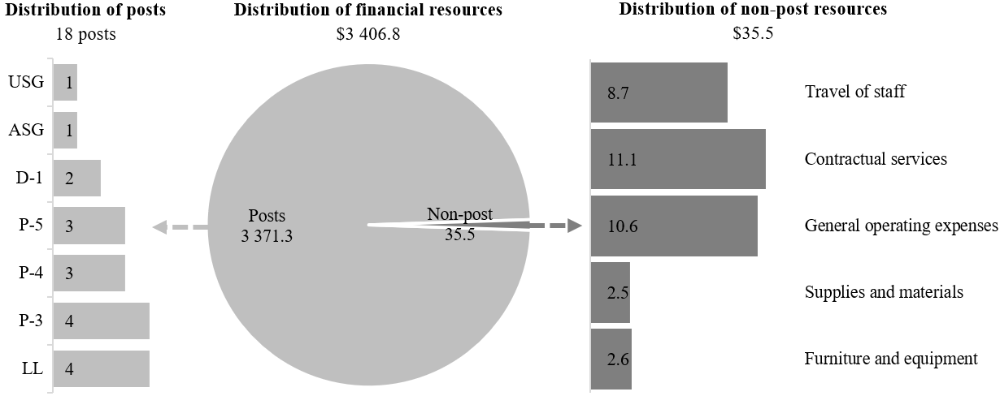 Distribution of posts
18 posts
USG 1
ASG 1
D-1 2
P-5 3
P-4 3
P-3 4
LL 4
Distribution of financial resources
$3 406.8
Posts
3 371.3
Non-post
35.5
Distribution of non-post resources
$35.5
8.7 Travel of staff
11.1 Contractual services
10.6 General operating expenses
2.5 Supplies and materials
2.6 Furniture and equipment